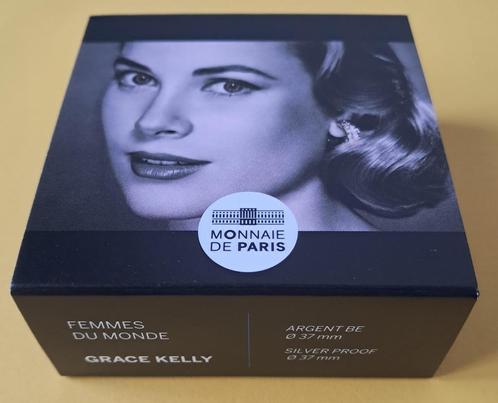 MONNAIE
DE PARIS
FEMMES
DU MONDE
GRACE KELLY
ARGENT BE
Ø 37 mm
SILVER PROOF
Ø 37 mm